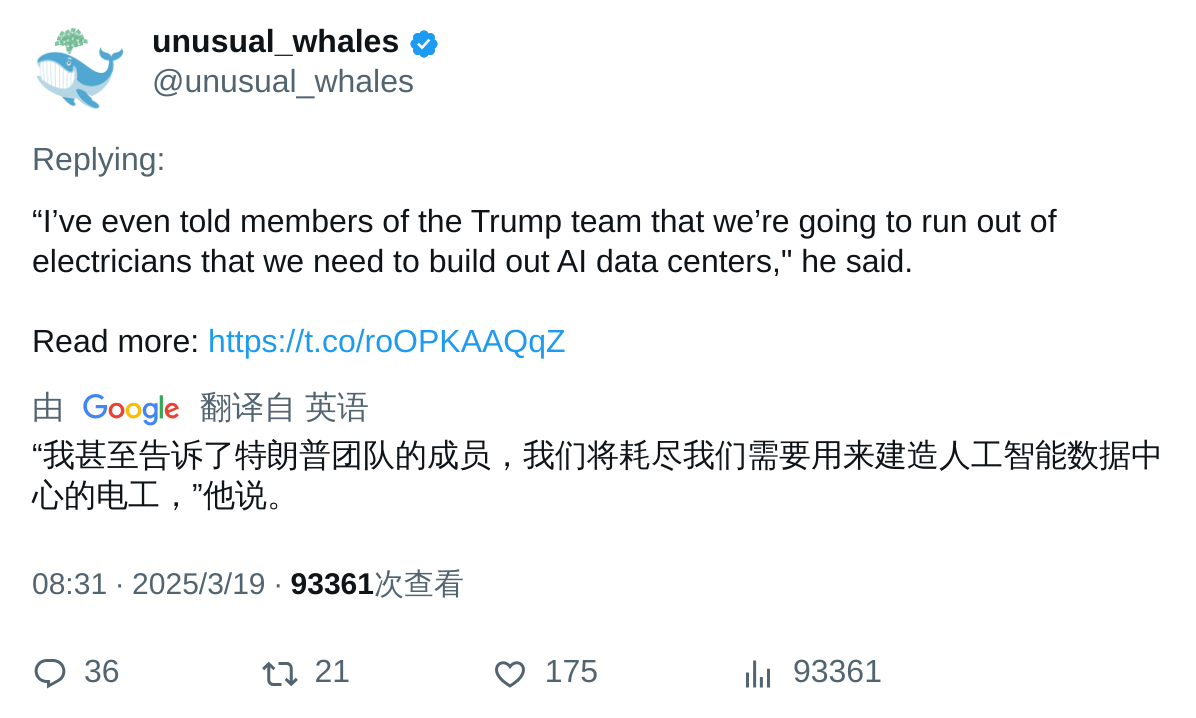 unusual_whales
@unusual_whales
Replying:
“I’ve even told members of the Trump team that we’re going to run out of
electricians that we need to build out AI data centers," he said.
Read more: https://t.co/roOPKAAQqZ
由 Google 翻译自 英语
“我甚至告诉了特朗普团队的成员，我们将耗尽我们需要用来建造人工智能数据中
心的电工，”他说。
08:31 · 2025/3/19 · 93361次查看
36 21 175 93361